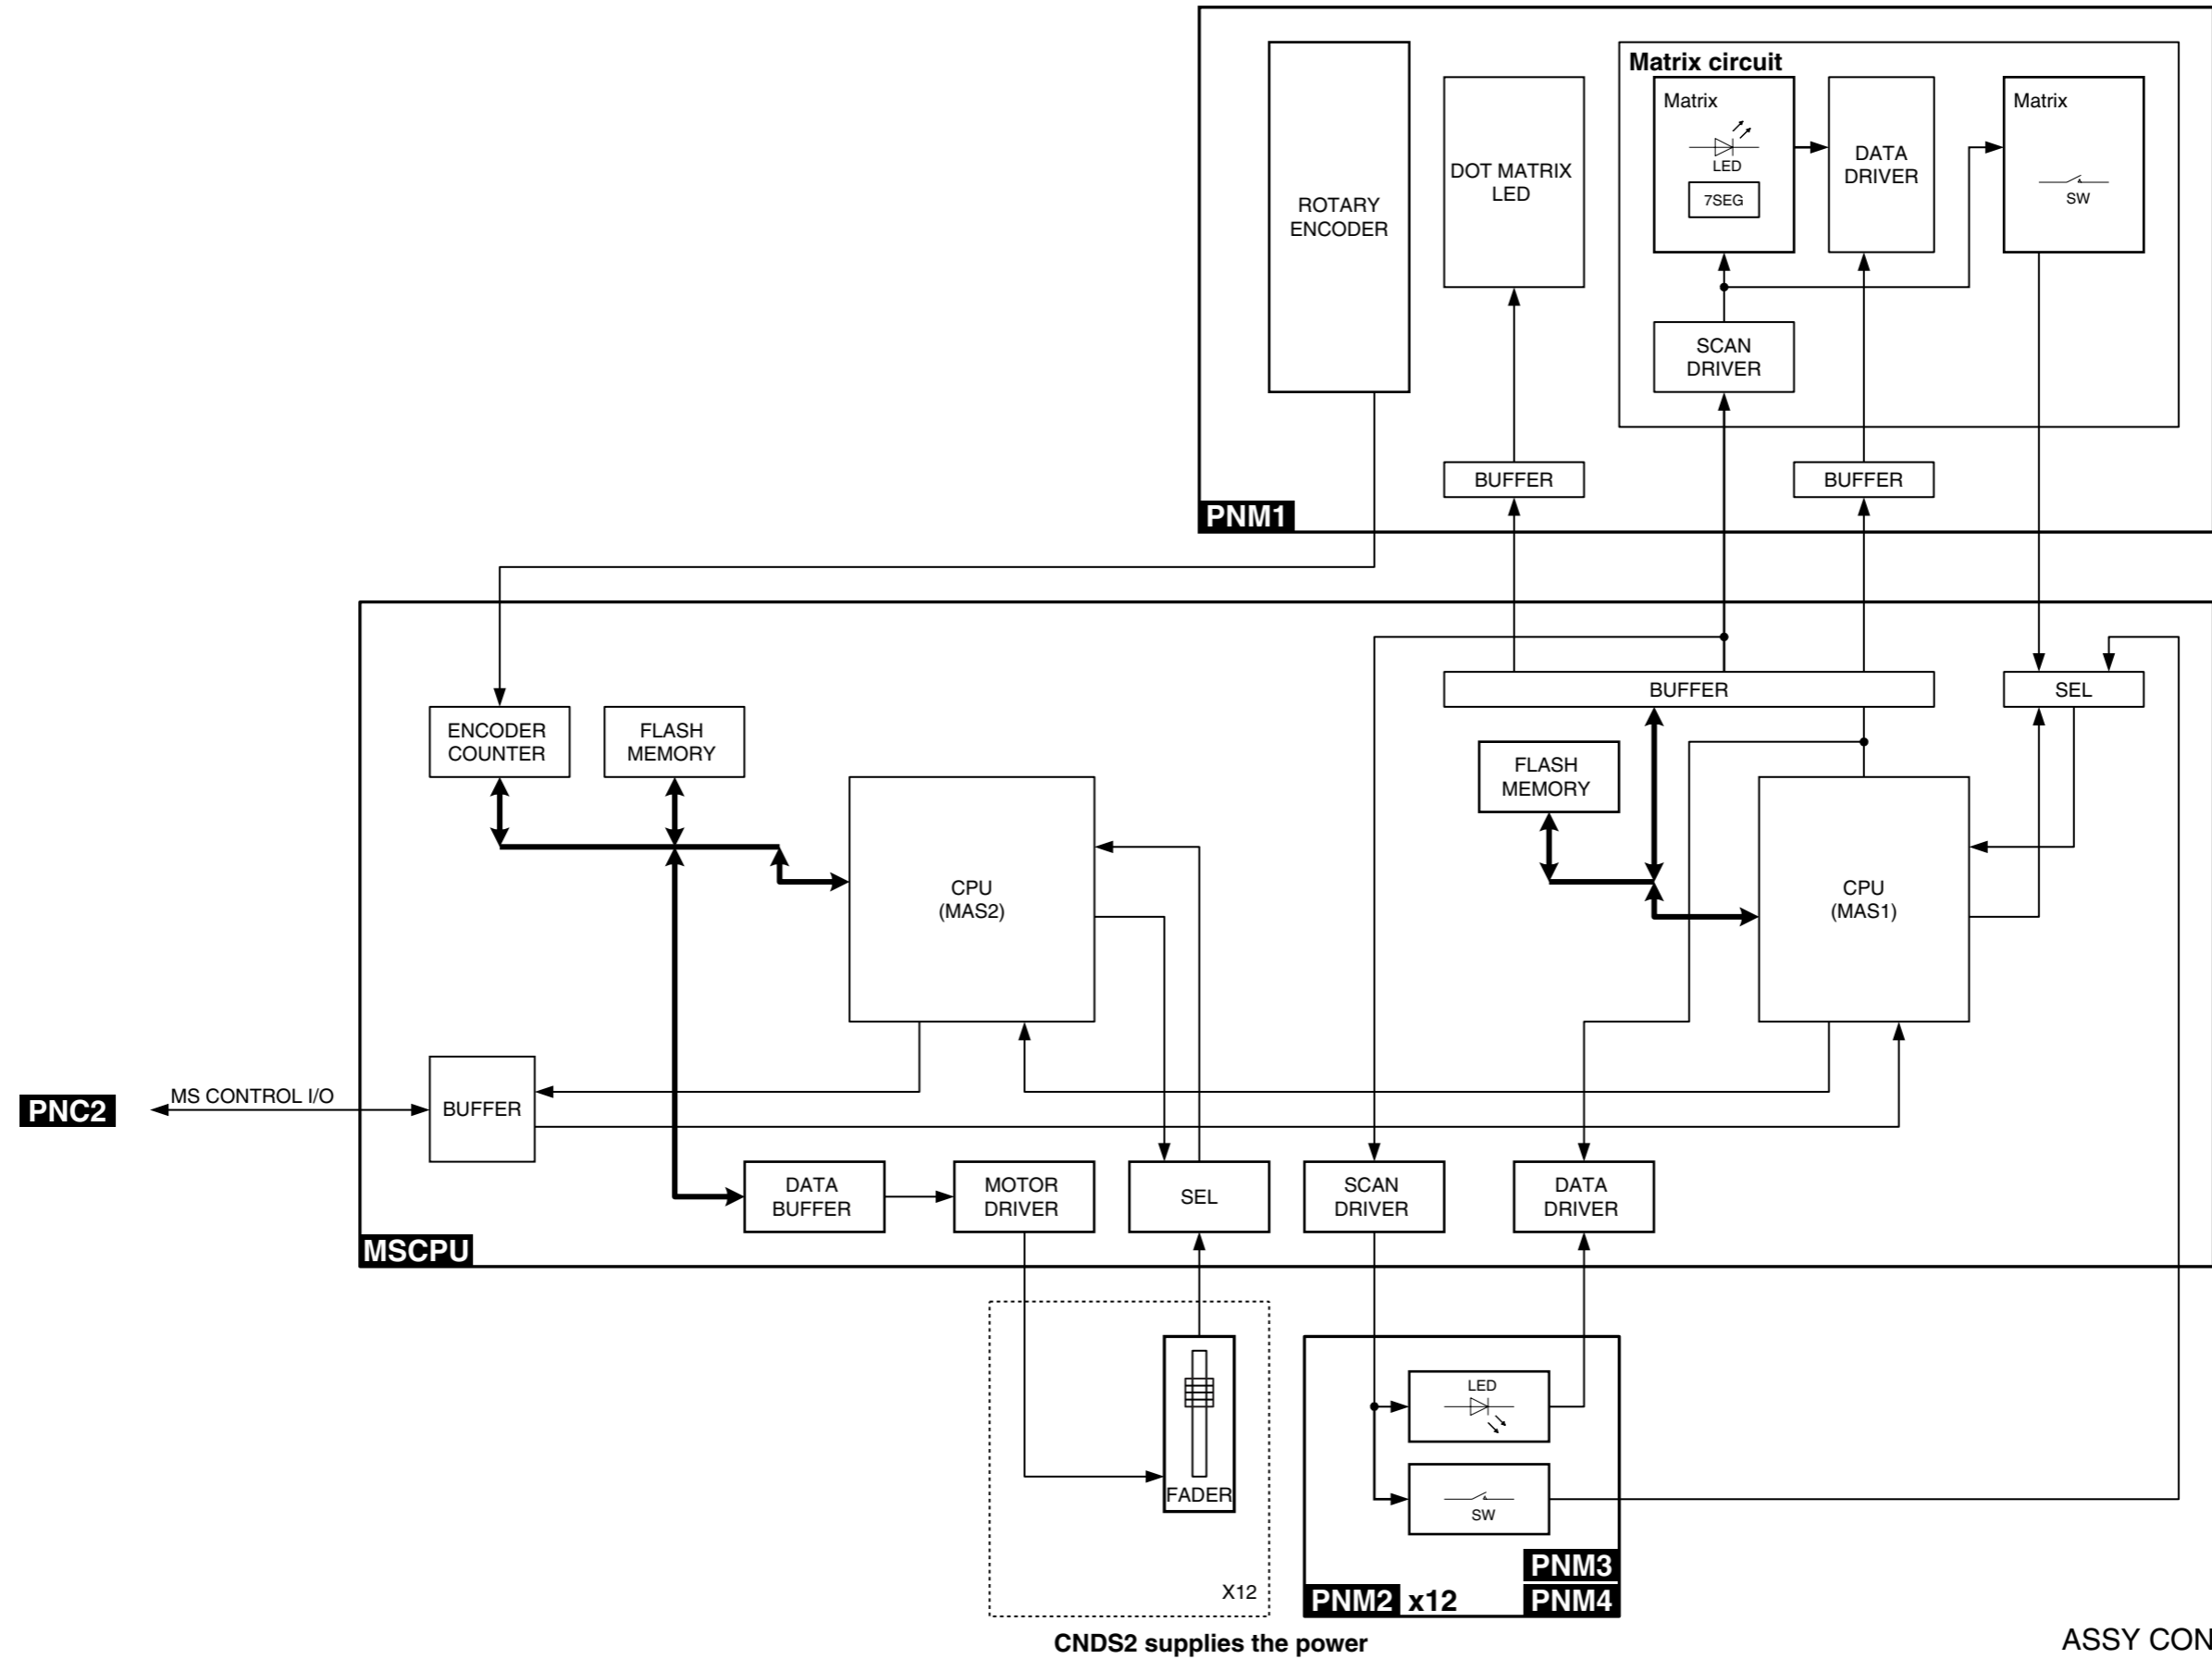 Matrix circuit
Matrix
LED
7SEG
DATA
DRIVER
Matrix
SW
DOT MATRIX
LED
ROTARY
ENCODER
SCAN
DRIVER
BUFFER
BUFFER
PNM1
BUFFER
SEL
ENCODER
COUNTER
FLASH
MEMORY
FLASH
MEMORY
CPU
(MAS2)
CPU
(MAS1)
PNC2
MS CONTROL I/O
BUFFER
DATA
BUFFER
MOTOR
DRIVER
SEL
SCAN
DRIVER
DATA
DRIVER
MSCPU
LED
FADER
SW
X12
PNM3
PNM2 x12
PNM4
CNDS2 supplies the power
ASSY CON